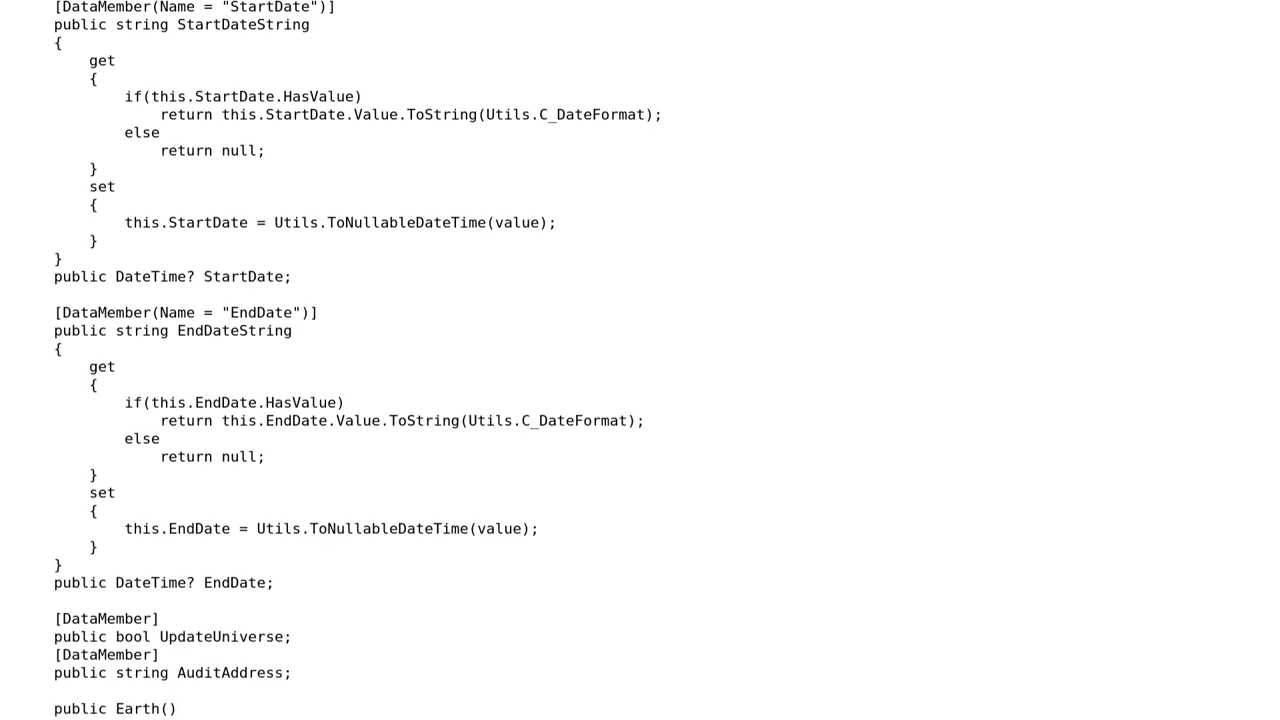 [DataMember(Name = "StartDate")]
public string StartDateString
{
get
{
if(this.StartDate.HasValue)
return this.StartDate.Value.ToString(Utils.C_DateFormat);
else
return null;
}
set
{
this.StartDate = Utils.ToNullableDateTime(value);
}
}
public DateTime? StartDate;
[DataMember(Name = "EndDate")]
public string EndDateString
{
get
{
if(this.EndDate.HasValue)
return this.EndDate.Value.ToString(Utils.C_DateFormat);
else
return null;
}
set
{
this.EndDate = Utils.ToNullableDateTime(value);
}
}
public DateTime? EndDate;
[DataMember]
public bool UpdateUniverse;
[DataMember]
public string AuditAddress;
public Earth()